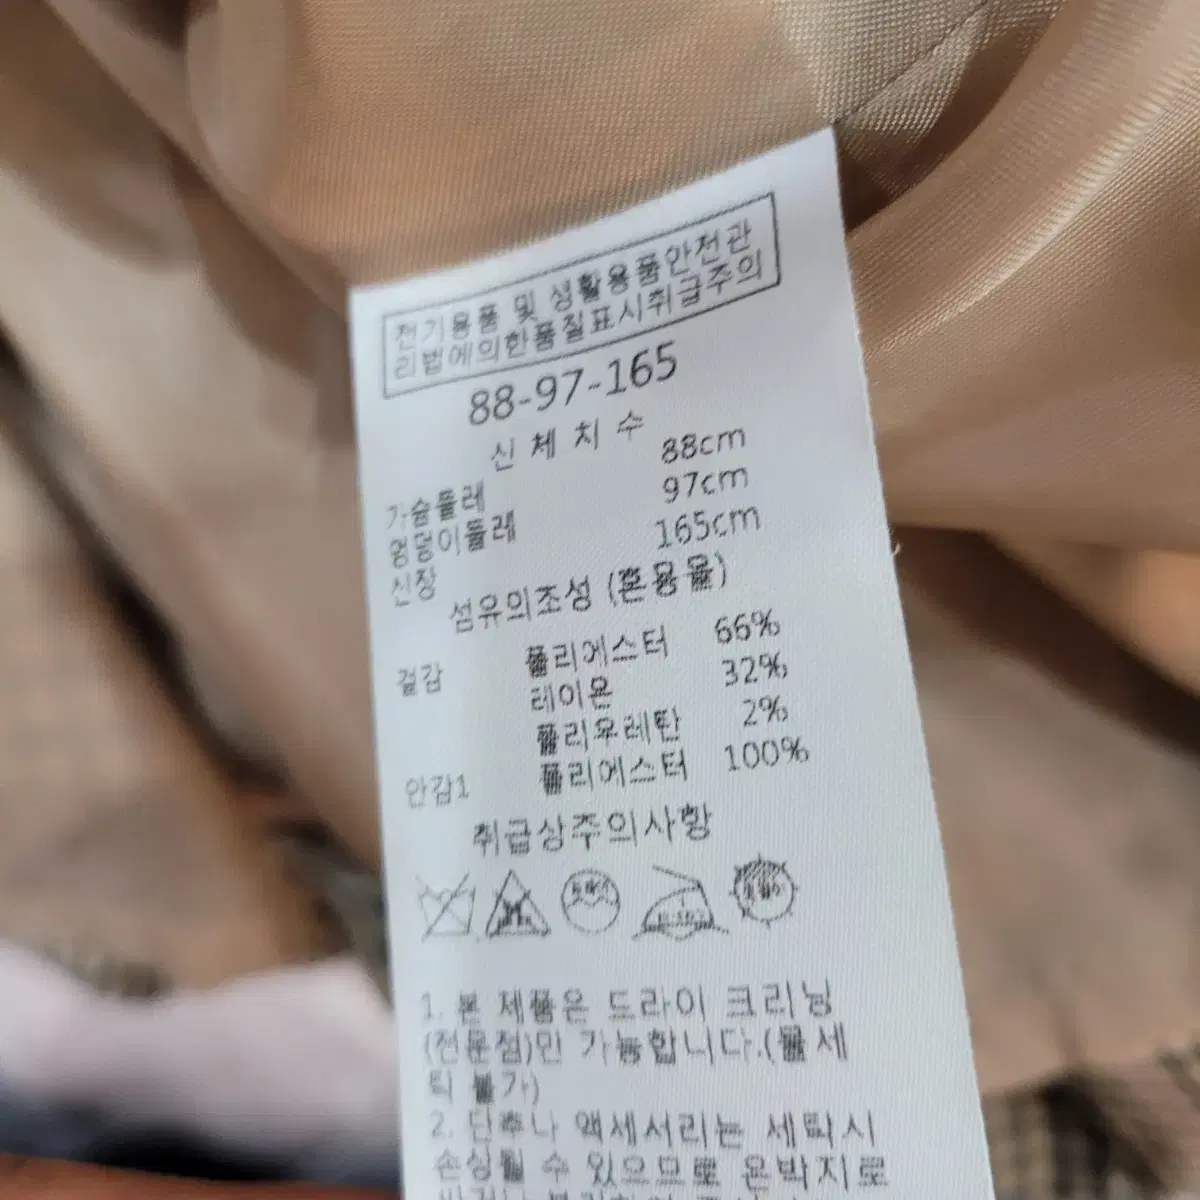 전기용품 및 생활용품안전관
리법에의한품질표시취급주의
88-97-165
신 체 치 수
가슴둘레 88cm
엉덩이둘레 97cm
신장 165cm
섬유의조성 (혼용율)
겉감 폴리에스터 66%
레이온 32%
폴리우레탄 2%
안감1 폴리에스터 100%
취급상주의사항
1. 본 제품은 드라이 크리닝
(전문점)만 가능합니다.(물세
탁 불가)
2. 단추나 액세서리는 세탁시
손상될 수 있으므로 은박지로